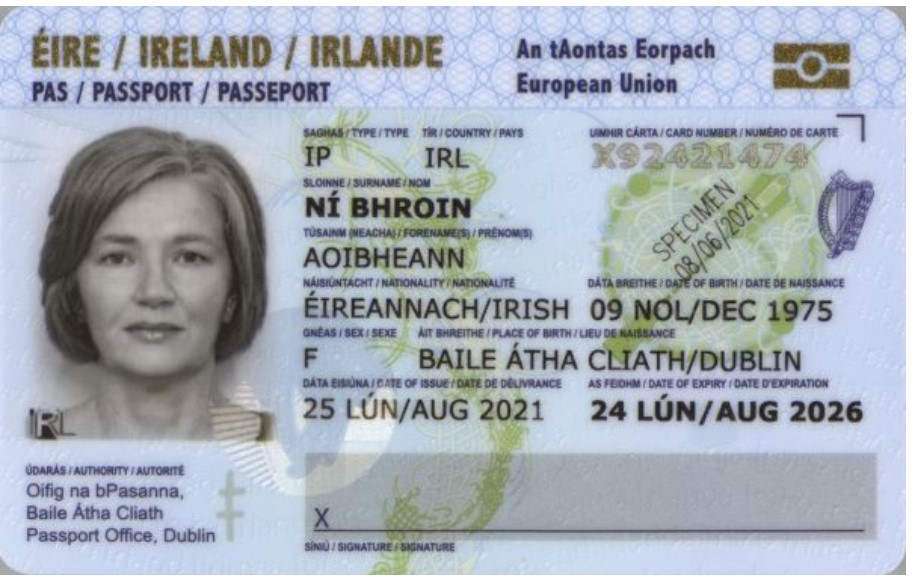 ÉIRE / IRELAND / IRLANDE
PAS / PASSPORT / PASSEPORT
An tAontas Eorpach
European Union
SAGHAS / TYPE / TYPE TÍR / COUNTRY / PAYS UIMHIR CÁRTA / CARD NUMBER / NUMÉRO DE CARTE
IP IRL X92421474
SLOINNE / SURNAME / NOM
NÍ BHROIN
SPECIMEN
08/06/2021
TÚSAINM (NEACHA) / FORENAME(S) / PRÉNOM(S)
AOIBHEANN
NÁISIÚNTACHT / NATIONALITY / NATIONALITÉ DÁTA BREITHE / DATE OF BIRTH / DATE DE NAISSANCE
ÉIREANNACH/IRISH 09 NOL/DEC 1975
GNÉAS / SEX / SEXE ÁIT BHREITHE / PLACE OF BIRTH / LIEU DE NAISSANCE
F BAILE ÁTHA CLIATH/DUBLIN
DÁTA EISIÚNA / DATE OF ISSUE / DATE DE DÉLIVRANCE AS FEIDHM / DATE OF EXPIRY / DATE D'EXPIRATION
25 LÚN/AUG 2021 24 LÚN/AUG 2026
IRL
ÚDARÁS / AUTHORITY / AUTORITÉ
Oifig na bPasanna,
Baile Átha Cliath
Passport Office, Dublin
X
SÍNIÚ / SIGNATURE / SIGNATURE